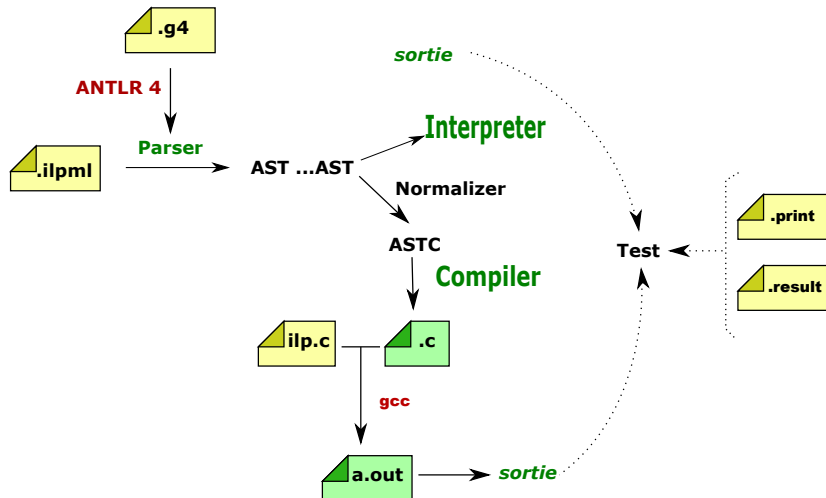 .g4
sortie
ANTLR 4
Interpreter
Parser
.ilpml
AST ...AST
Normalizer
.print
ASTC
Test
Compiler
.result
ilp.c
.c
gcc
a.out
sortie